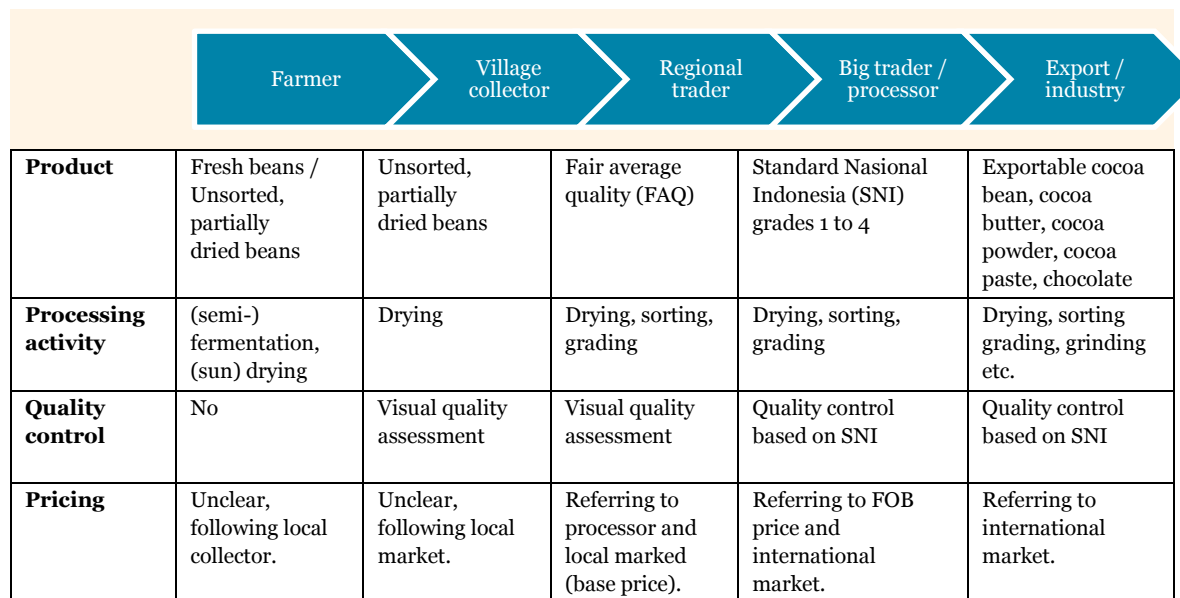 Farmer
Village
collector
Regional
trader
Big trader /
processor
Export /
industry
Product
Fresh beans /
Unsorted,
partially
dried beans
Unsorted,
partially
dried beans
Fair average
quality (FAQ)
Standard Nasional
Indonesia (SNI)
grades 1 to 4
Exportable cocoa
bean, cocoa
butter, cocoa
powder, cocoa
paste, chocolate
Processing
activity
(semi-)
fermentation,
(sun) drying
Drying
Drying, sorting,
grading
Drying, sorting,
grading
Drying, sorting
grading, grinding
etc.
Quality
control
No
Visual quality
assessment
Visual quality
assessment
Quality control
based on SNI
Quality control
based on SNI
Pricing
Unclear,
following local
collector.
Unclear,
following local
market.
Referring to
processor and
local marked
(base price).
Referring to FOB
price and
international
market.
Referring to
international
market.